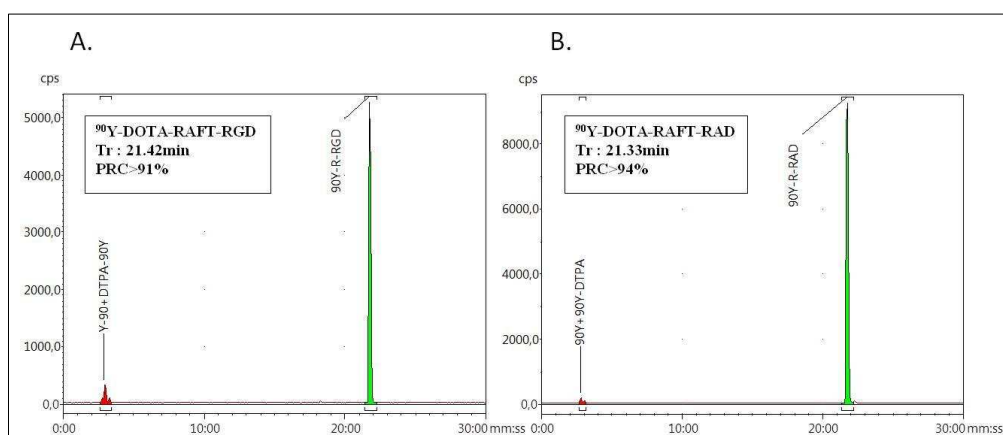 A.
cps
5000,0
4000,0
3000,0
2000,0
1000,0
0,0
⁹⁰Y-DOTA-RAFT-RGD
Tr : 21.42min
PRC>91%
Y-90+DTPA-90Y
90Y-R-RGD
0:00
10:00
20:00
30:00 mm:ss
B.
cps
8000,0
6000,0
4000,0
2000,0
0,0
⁹⁰Y-DOTA-RAFT-RAD
Tr : 21.33min
PRC>94%
90Y+90Y-DTPA
90Y-R-RAD
0:00
10:00
20:00
30:00 mm:ss